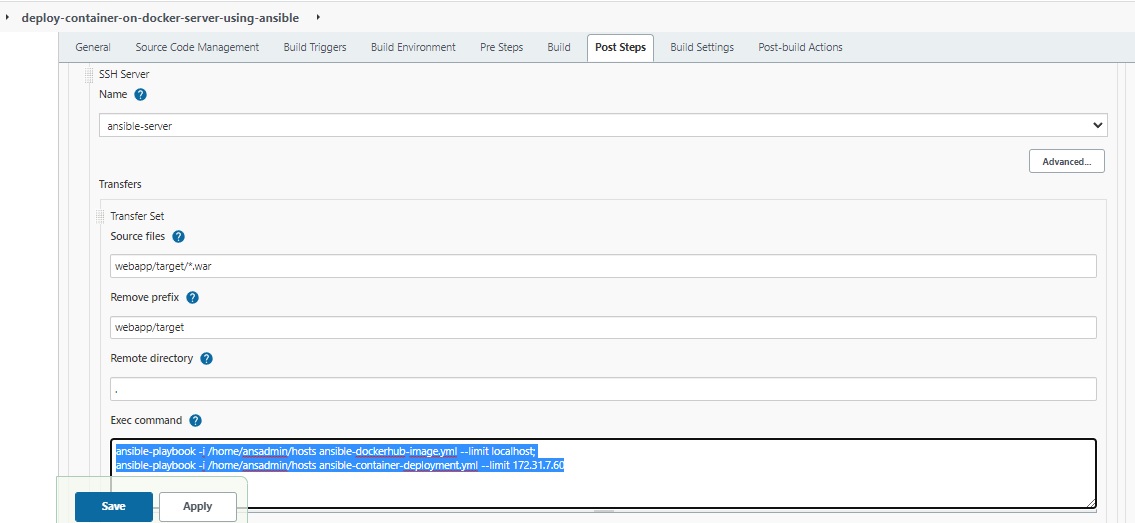 deploy-container-on-docker-server-using-ansible
General Source Code Management Build Triggers Build Environment Pre Steps Build Post Steps Build Settings Post-build Actions
SSH Server
Name ?
ansible-server
Advanced...
Transfers
Transfer Set
Source files ?
webapp/target/*.war
Remove prefix ?
webapp/target
Remote directory ?
.
Exec command ?
ansible-playbook -i /home/ansadmin/hosts ansible-dockerhub-image.yml --limit localhost;
ansible-playbook -i /home/ansadmin/hosts ansible-container-deployment.yml --limit 172.31.7.60
Save Apply